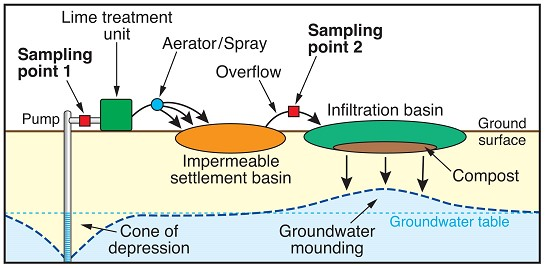 Lime treatment
unit
Aerator/Spray
Sampling
point 1
Sampling
point 2
Overflow
Pump
Infiltration basin
Ground
surface
Impermeable
settlement basin
Compost
Cone of
depression
Groundwater
mounding
Groundwater table